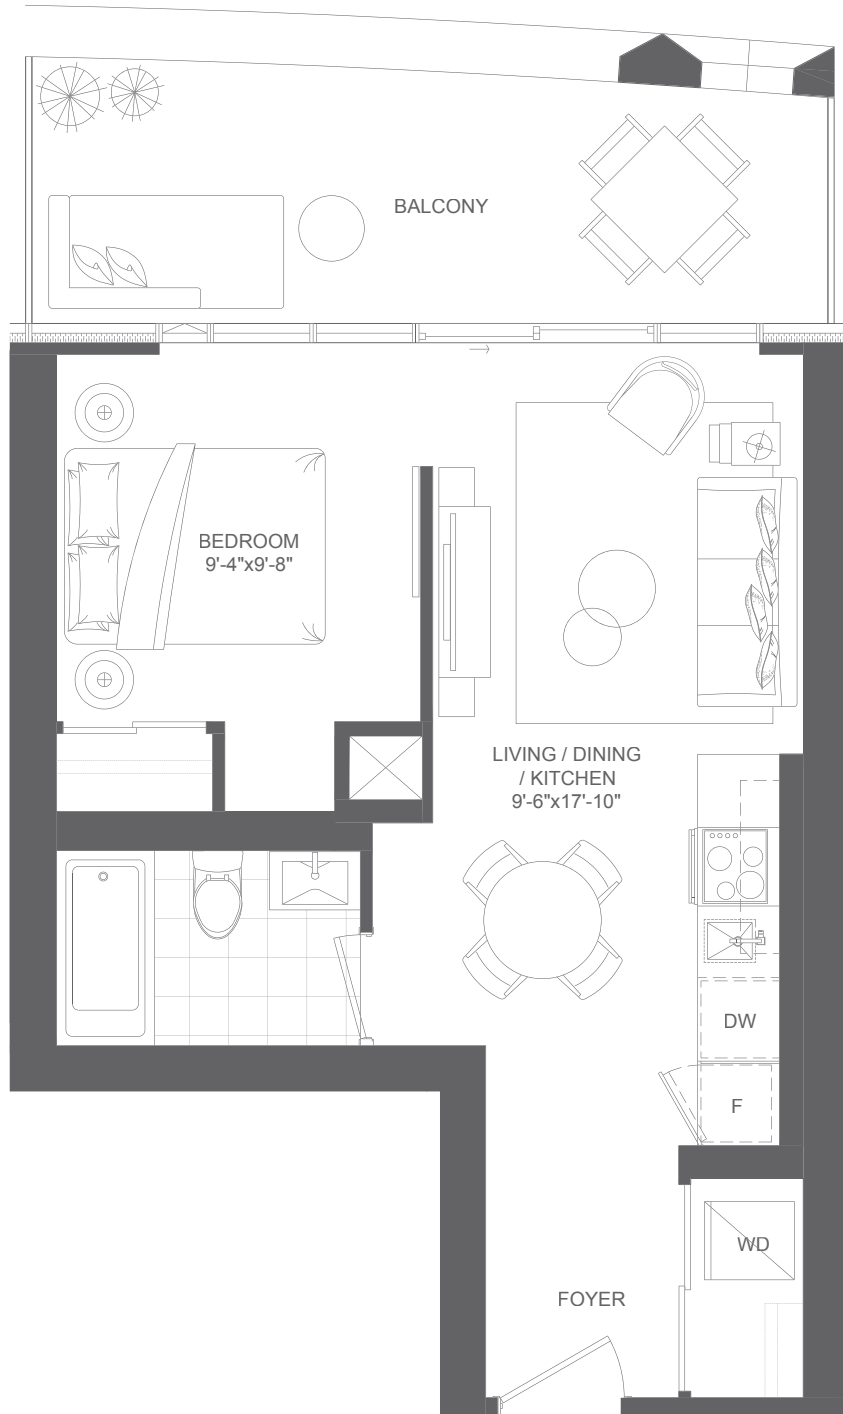 BALCONY
BEDROOM
9'-4"x9'-8"
LIVING / DINING
/ KITCHEN
9'-6"x17'-10"
DW
F
WD
FOYER